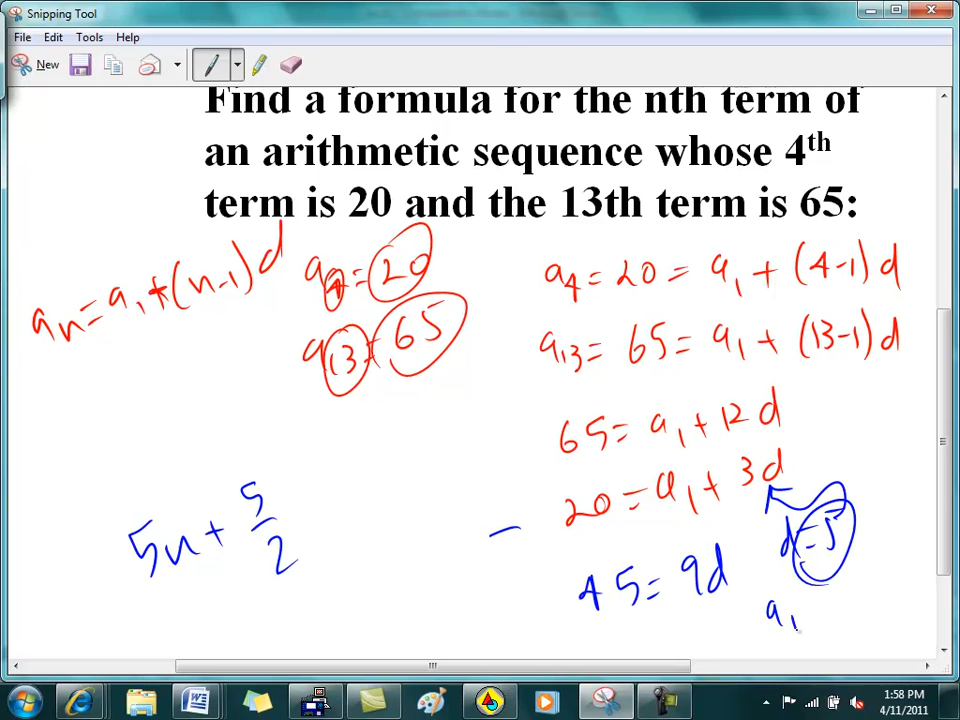 Snipping Tool
File Edit Tools Help
New
Find a formula for the nth term of
an arithmetic sequence whose 4th
term is 20 and the 13th term is 65:
aₙ = a₁ + (n-1)d
a₄ = 20
a₁₃ = 65
a₄ = 20 = a₁ + (4-1)d
a₁₃ = 65 = a₁ + (13-1)d
65 = a₁ + 12d
20 = a₁ + 3d
d = 5
5n + 5/2
–
45 = 9d
a₁
1:58 PM
4/11/2011